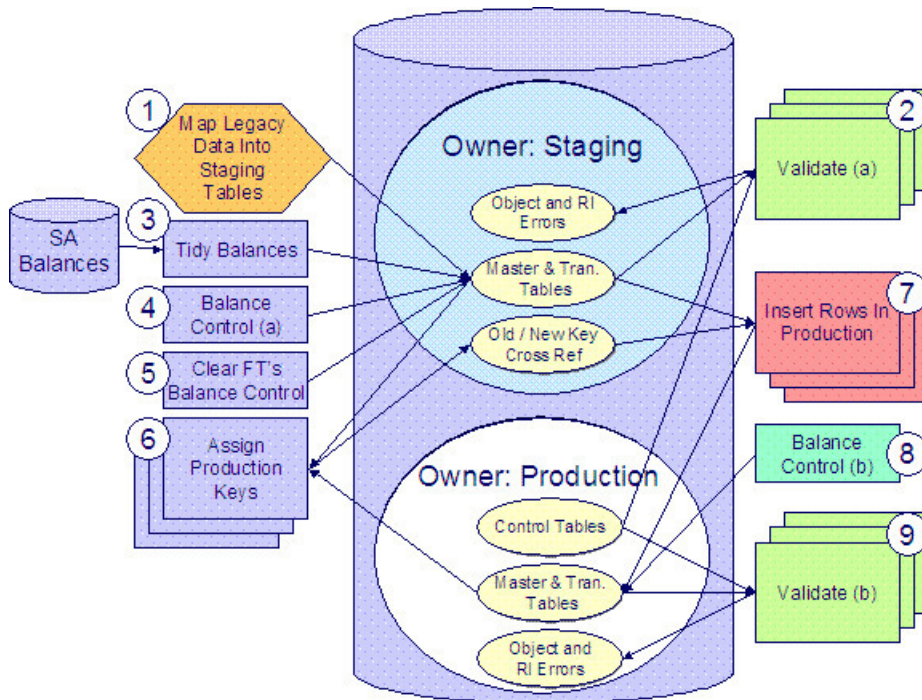 1
Map Legacy
Data Into
Staging
Tables
SA
Balances
3
Tidy Balances
4
Balance
Control (a)
5
Clear FT's
Balance Control
6
Assign
Production
Keys
Owner: Staging
Object and RI
Errors
Master & Tran.
Tables
Old / New Key
Cross Ref
Owner: Production
Control Tables
Master & Tran.
Tables
Object and
RI Errors
2
Validate (a)
7
Insert Rows In
Production
Balance
Control (b)
8
9
Validate (b)